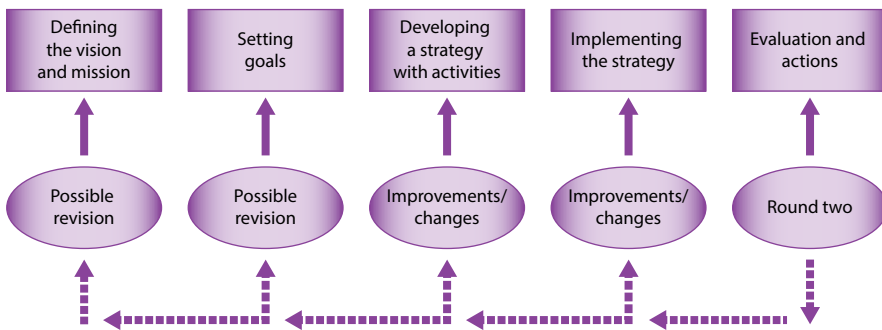 Defining
the vision
and mission
Setting
goals
Developing
a strategy
with activities
Implementing
the strategy
Evaluation and
actions
Possible
revision
Possible
revision
Improvements/
changes
Improvements/
changes
Round two